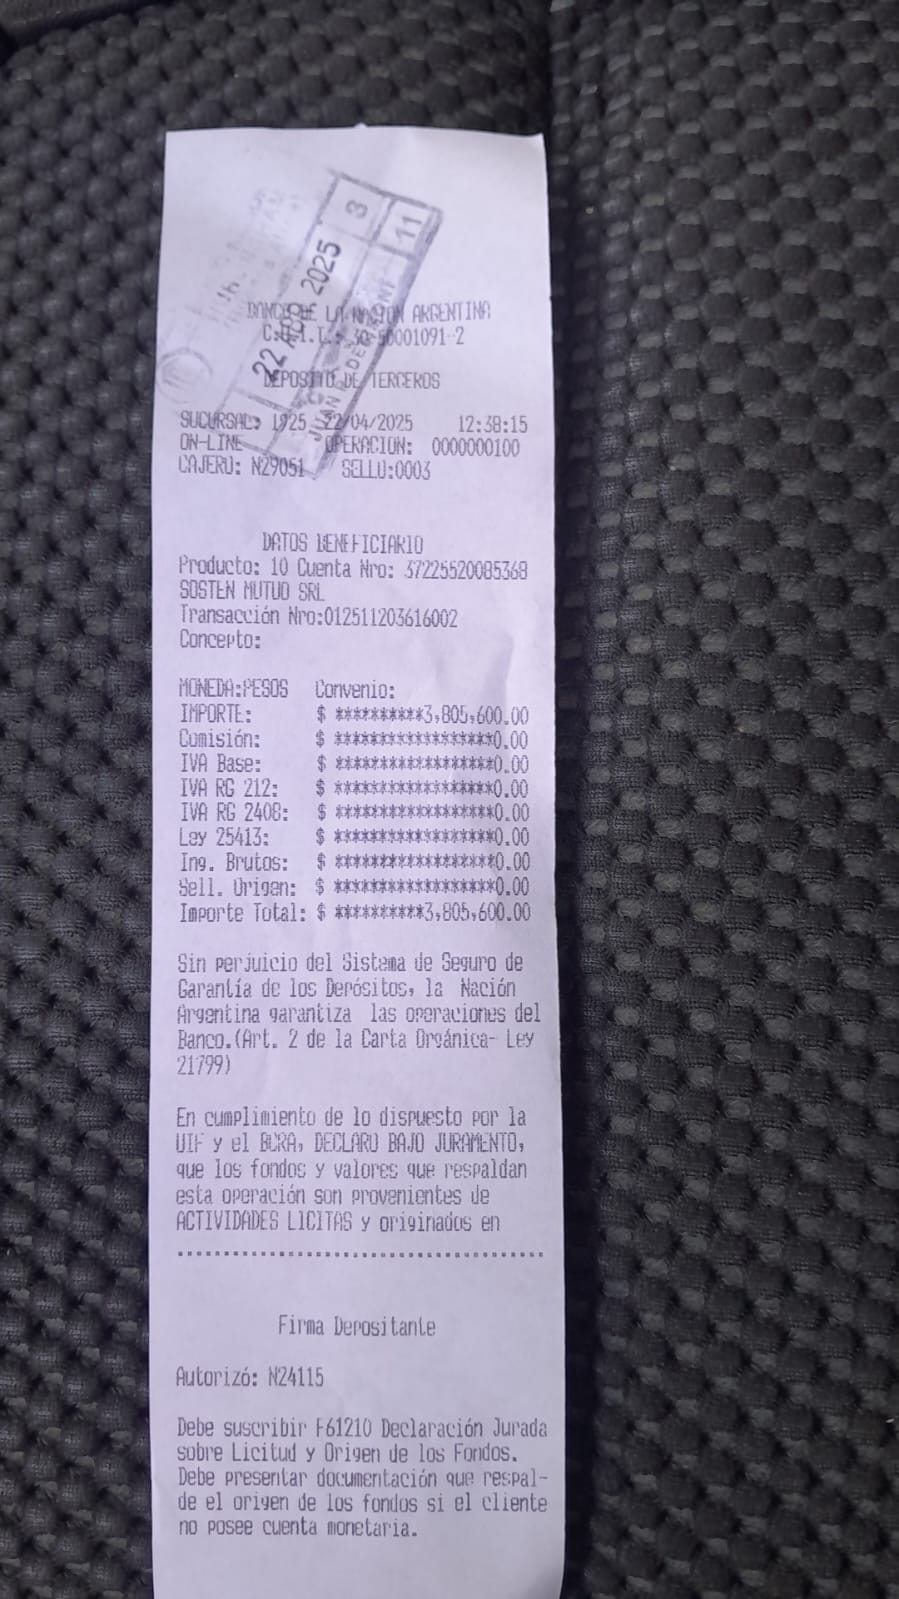 3
11
22 ABR 2025
BANCO DE LA NACION ARGENTINA
C.U.I.T.: 30-50001091-2
DEPOSITO DE TERCEROS
SUCURSAL: 1925 22/04/2025 12:38:15
ON-LINE OPERACION: 0000000100
CAJERO: N29051 SELLO:0003
DATOS BENEFICIARIO
Producto: 10 Cuenta Nro: 37225520085368
SOSTEN MUTUO SRL
Transacción Nro:012511203616002
Concepto:
MONEDA:PESOS Convenio:
IMPORTE: $ **********3,805,600.00
Comisión: $ ******************0.00
IVA Base: $ ******************0.00
IVA RG 212: $ ******************0.00
IVA RG 2408: $ ******************0.00
Ley 25413: $ ******************0.00
Ing. Brutos: $ ******************0.00
Sell. Origen: $ ******************0.00
Importe Total: $ **********3,805,600.00
Sin perjuicio del Sistema de Seguro de
Garantía de los Depósitos, la Nación
Argentina garantiza las operaciones del
Banco.(Art. 2 de la Carta Orgánica- Ley
21799)
En cumplimiento de lo dispuesto por la
UIF y el BCRA, DECLARO BAJO JURAMENTO,
que los fondos y valores que respaldan
esta operación son provenientes de
ACTIVIDADES LICITAS y originados en
Firma Depositante
Autorizó: N24115
Debe suscribir F61210 Declaración Jurada
sobre Licitud y Origen de los Fondos.
Debe presentar documentación que respal-
de el origen de los fondos si el cliente
no posee cuenta monetaria.